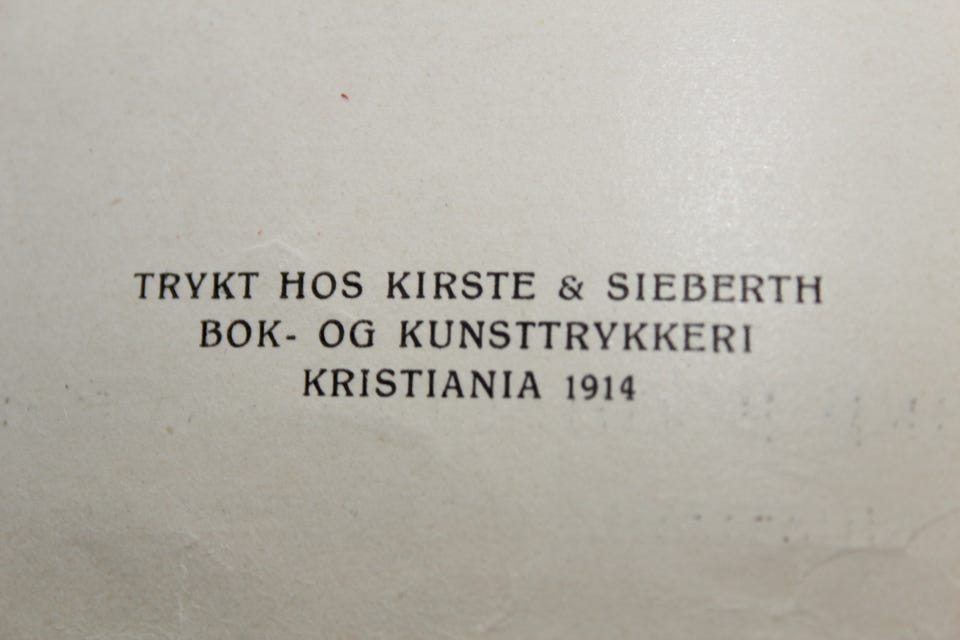 TRYKT HOS KIRSTE & SIEBERTH
BOK- OG KUNSTTRYKKERI
KRISTIANIA 1914